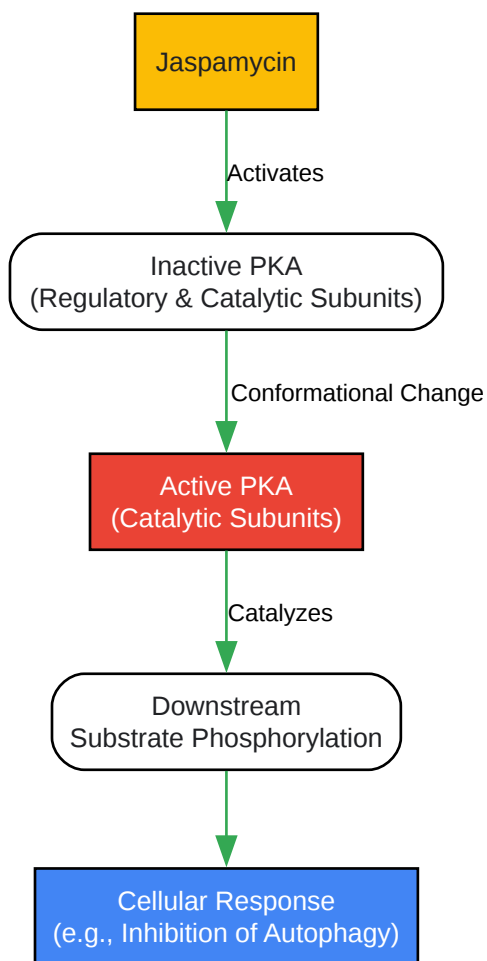 Jaspamycin
Activates
Inactive PKA
(Regulatory & Catalytic Subunits)
Conformational Change
Active PKA
(Catalytic Subunits)
Catalyzes
Downstream
Substrate Phosphorylation
Cellular Response
(e.g., Inhibition of Autophagy)